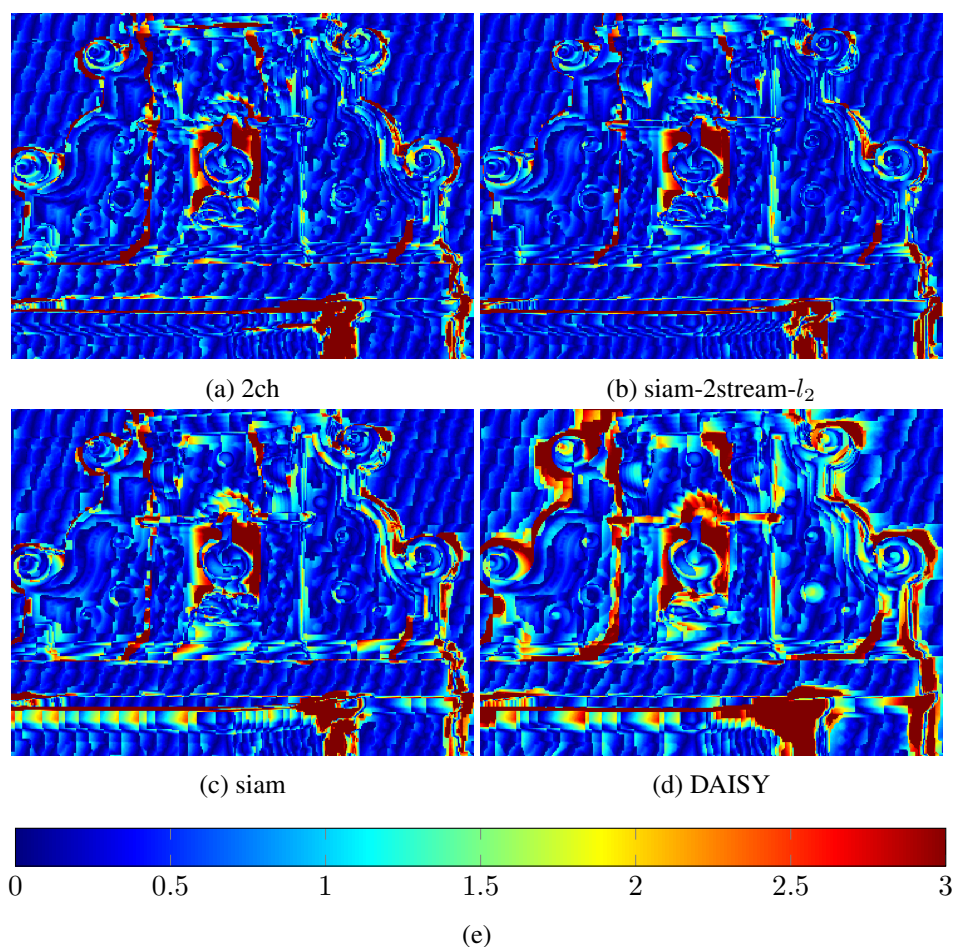 (a) 2ch
(b) siam-2stream-l₂
(c) siam
(d) DAISY
0 0.5 1 1.5 2 2.5 3
(e)